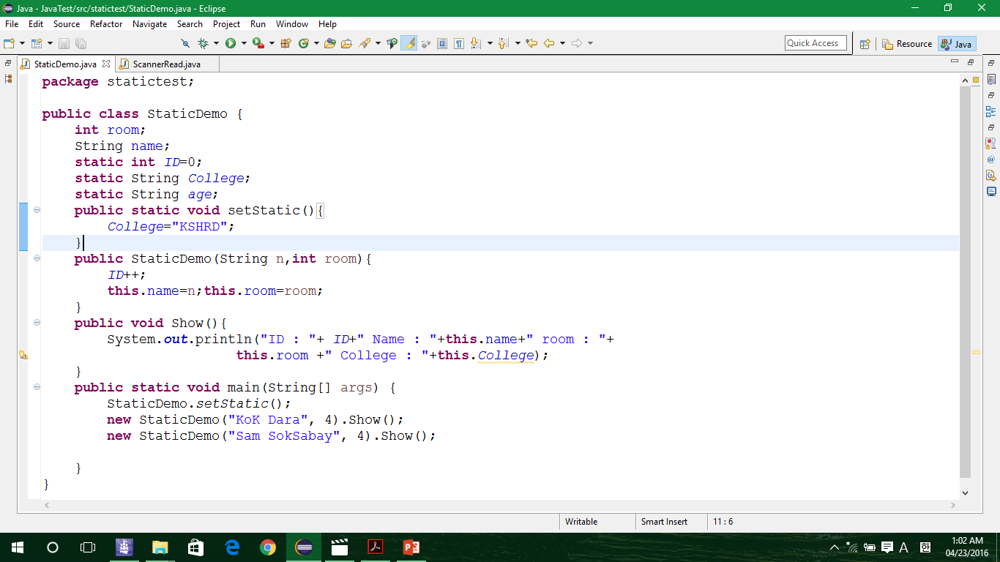 Java - JavaTest/src/statictest/StaticDemo.java - Eclipse
File Edit Source Refactor Navigate Search Project Run Window Help
Quick Access Resource Java
StaticDemo.java ScannerRead.java
package statictest;
public class StaticDemo {
int room;
String name;
static int ID=0;
static String College;
static String age;
public static void setStatic(){
College="KSHRD";
}
public StaticDemo(String n,int room){
ID++;
this.name=n;this.room=room;
}
public void Show(){
System.out.println("ID : "+ ID+" Name : "+this.name+" room : "+
this.room +" College : "+this.College);
}
public static void main(String[] args) {
StaticDemo.setStatic();
new StaticDemo("KoK Dara", 4).Show();
new StaticDemo("Sam SokSabay", 4).Show();
}
}
Writable Smart Insert 11 : 6
A 한 1:02 AM
04/23/2016